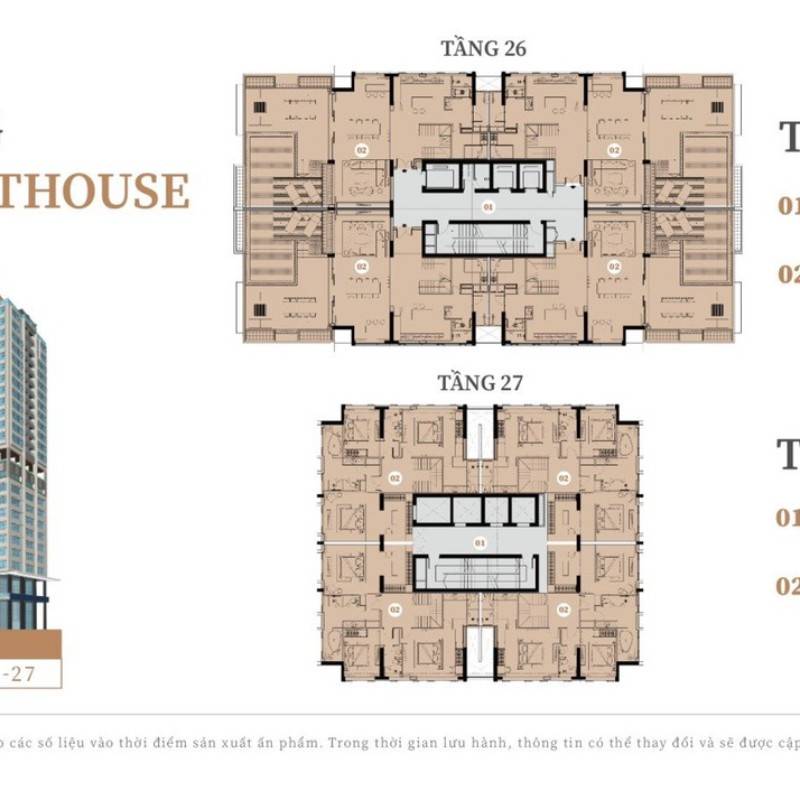 THOUSE
TẦNG 26
02
02
01
02
02
T
01
02
TẦNG 27
02
02
01
02
02
T
01
02
-27
các số liệu vào thời điểm sản xuất ấn phẩm. Trong thời gian lưu hành, thông tin có thể thay đổi và sẽ được cập